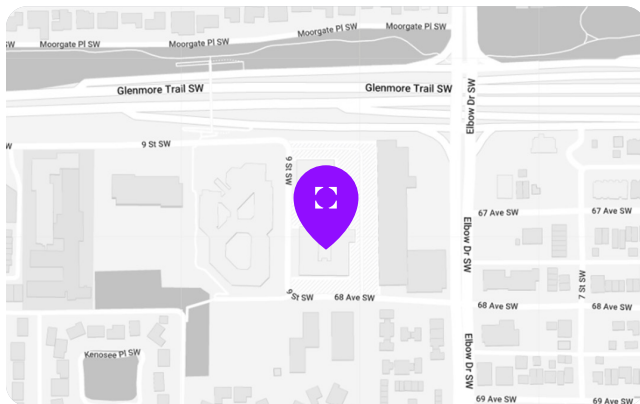 Moorgate Pl SW
Moorgate Pl SW
SW
Moorgate Pl SW
Moorgate Pl SW
Glenmore Trail SW
Glenmore Trail SW
Elbow Dr SW
W
9 St SW
9 St SW
67 Ave SW
67 Ave SW
Elbow Dr SW
7 St SW
9 St SW
68 Ave SW
68 Ave SW
68 Ave SW
Elbow Dr SW
Kenosee Pl SW
69 Ave SW
69 Ave SW